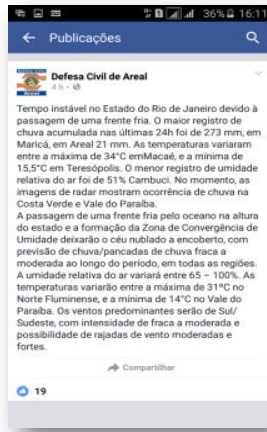 36% 16:11
Publicações
Defesa Civil de Areal
4 h
Tempo instável no Estado do Rio de Janeiro devido à
passagem de uma frente fria. O maior registro de
chuva acumulada nas últimas 24h foi de 273 mm, em
Maricá, em Areal 21 mm. As temperaturas variaram
entre a máxima de 34°C emMacaé, e a mínima de
15,5°C em Teresópolis. O menor registro de umidade
relativa do ar foi de 51% Cambuci. No momento, as
imagens de radar mostram ocorrência de chuva na
Costa Verde e Vale do Paraíba.
A passagem de uma frente fria pelo oceano na altura
do estado e a formação da Zona de Convergência de
Umidade deixarão o céu nublado a encoberto, com
previsão de chuva/pancadas de chuva fraca a
moderada ao longo do período, em todas as regiões.
A umidade relativa do ar variará entre 65 – 100%. As
temperaturas variarão entre a máxima de 31ºC no
Norte Fluminense, e a mínima de 14°C no Vale do
Paraíba. Os ventos predominantes serão de Sul/
Sudeste, com intensidade de fraca a moderada e
possibilidade de rajadas de vento moderadas e
fortes.
Compartilhar
19